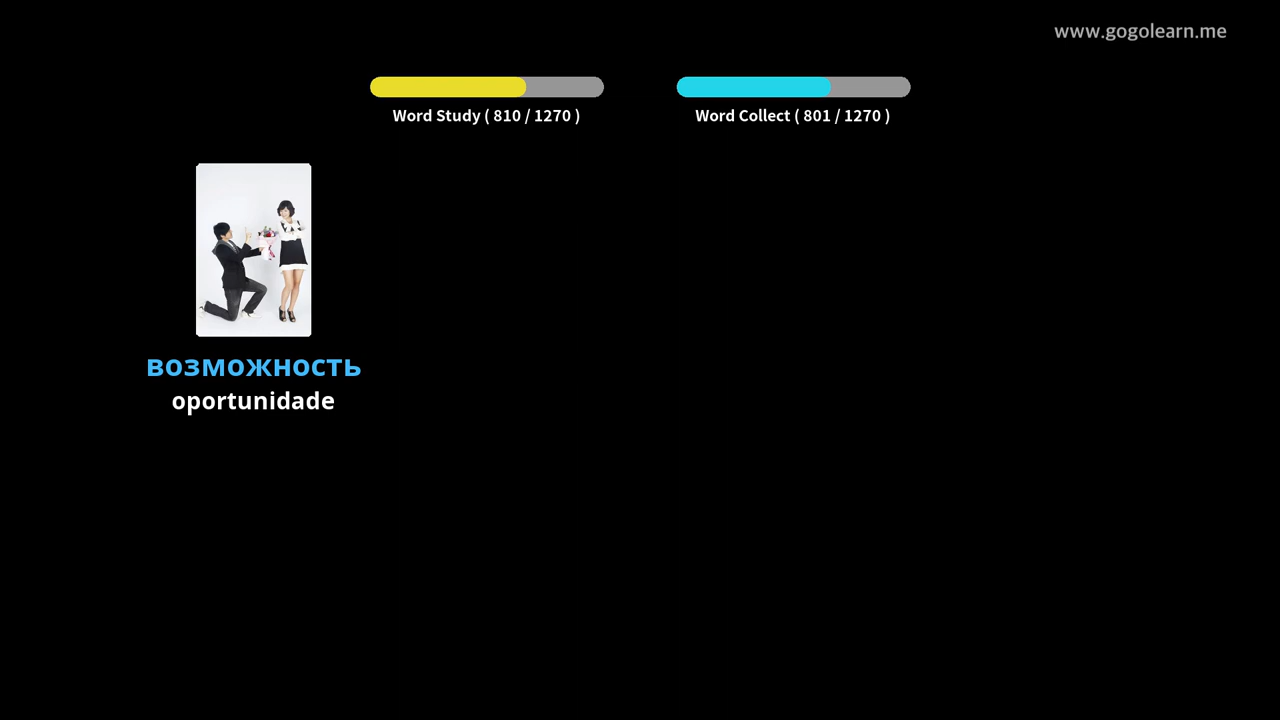 www.gogolearn.me
Word Study ( 810 / 1270 )
Word Collect ( 801 / 1270 )
возможность
oportunidade